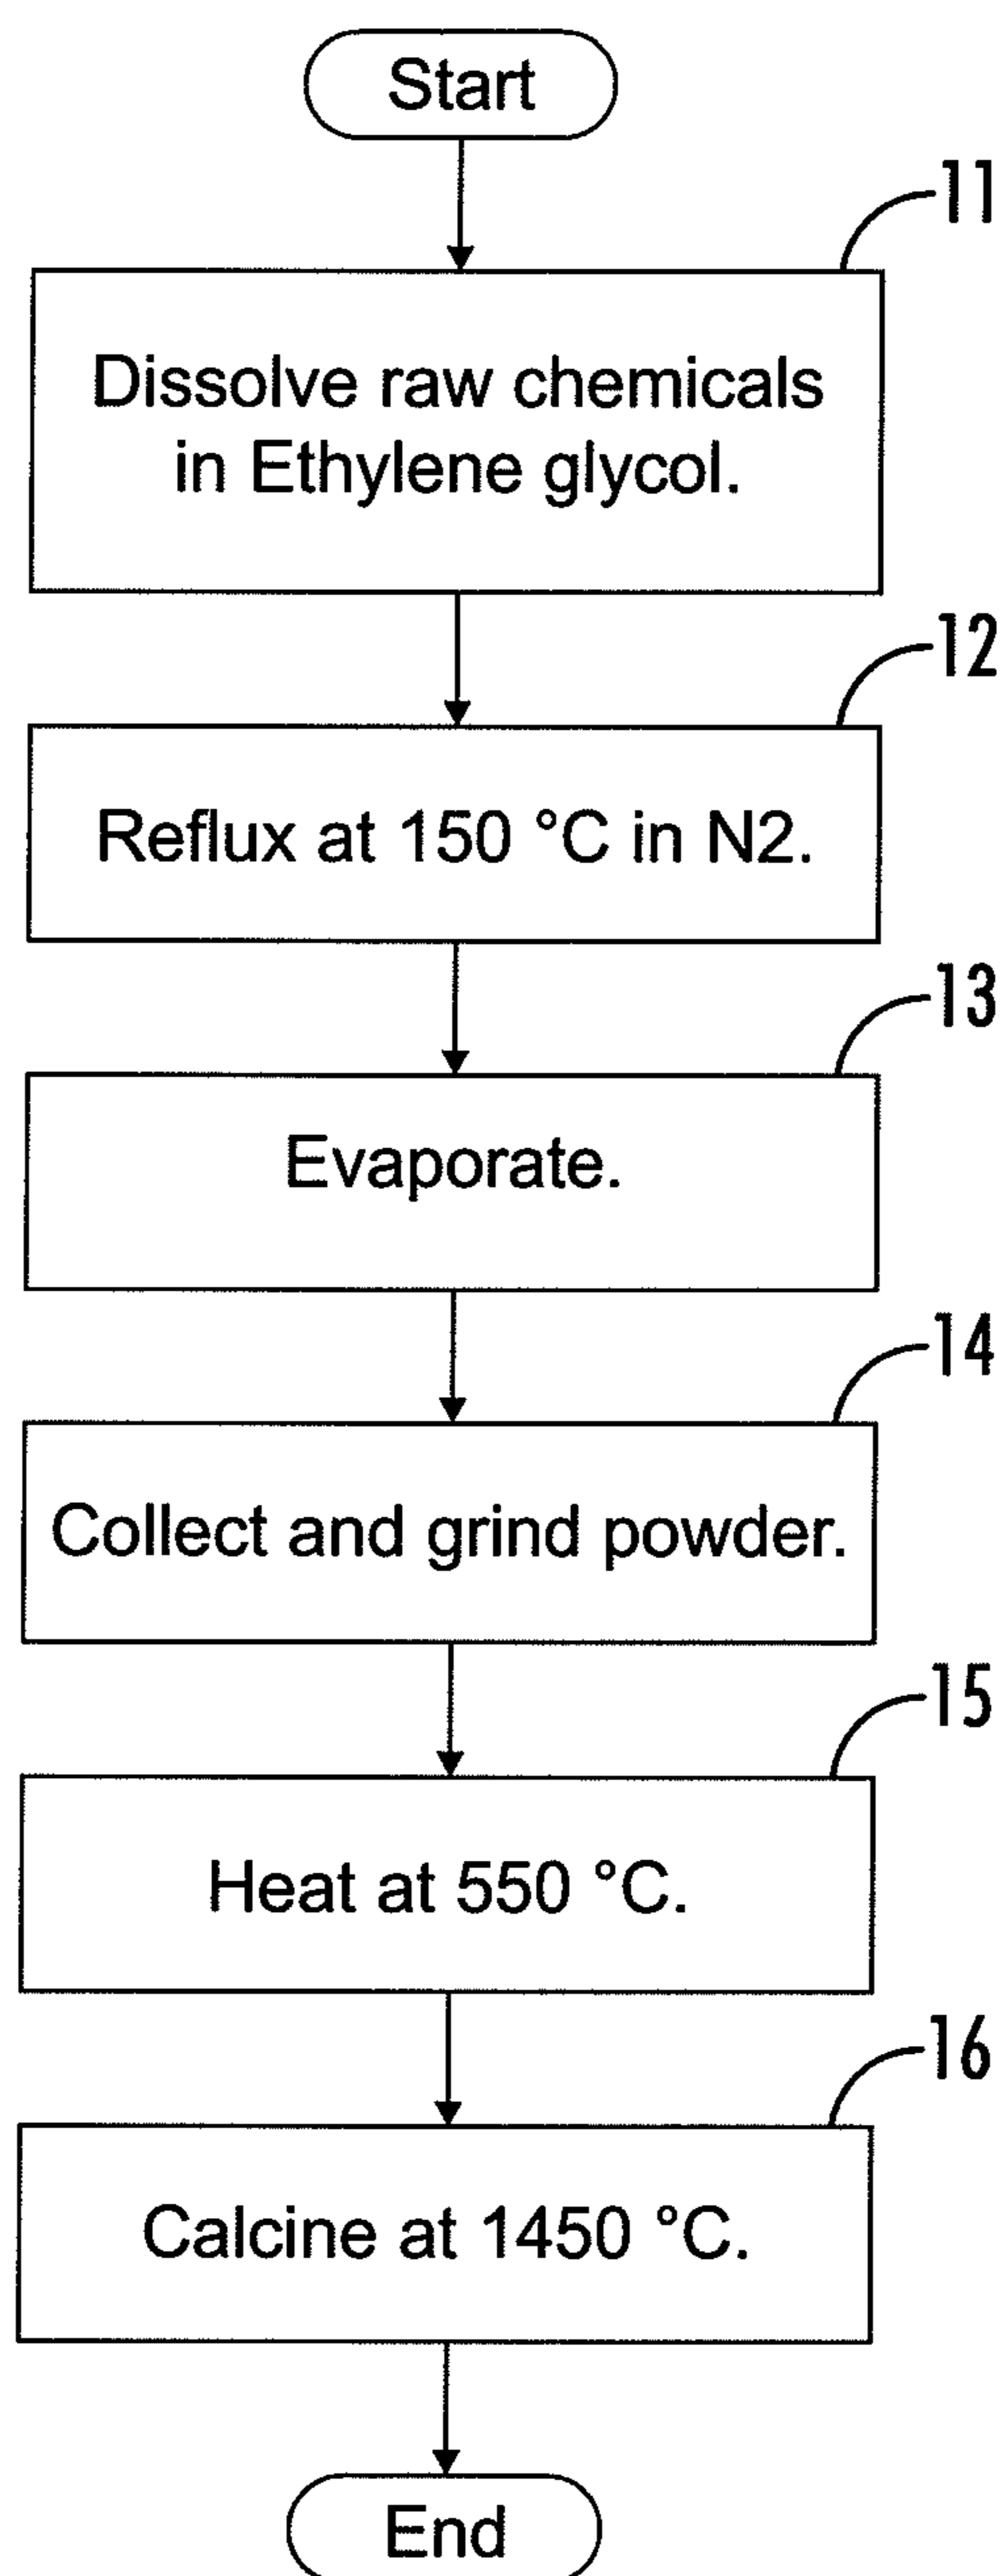 Start
11
Dissolve raw chemicals
in Ethylene glycol.
12
Reflux at 150 °C in N2.
13
Evaporate.
14
Collect and grind powder.
15
Heat at 550 °C.
16
Calcine at 1450 °C.
End